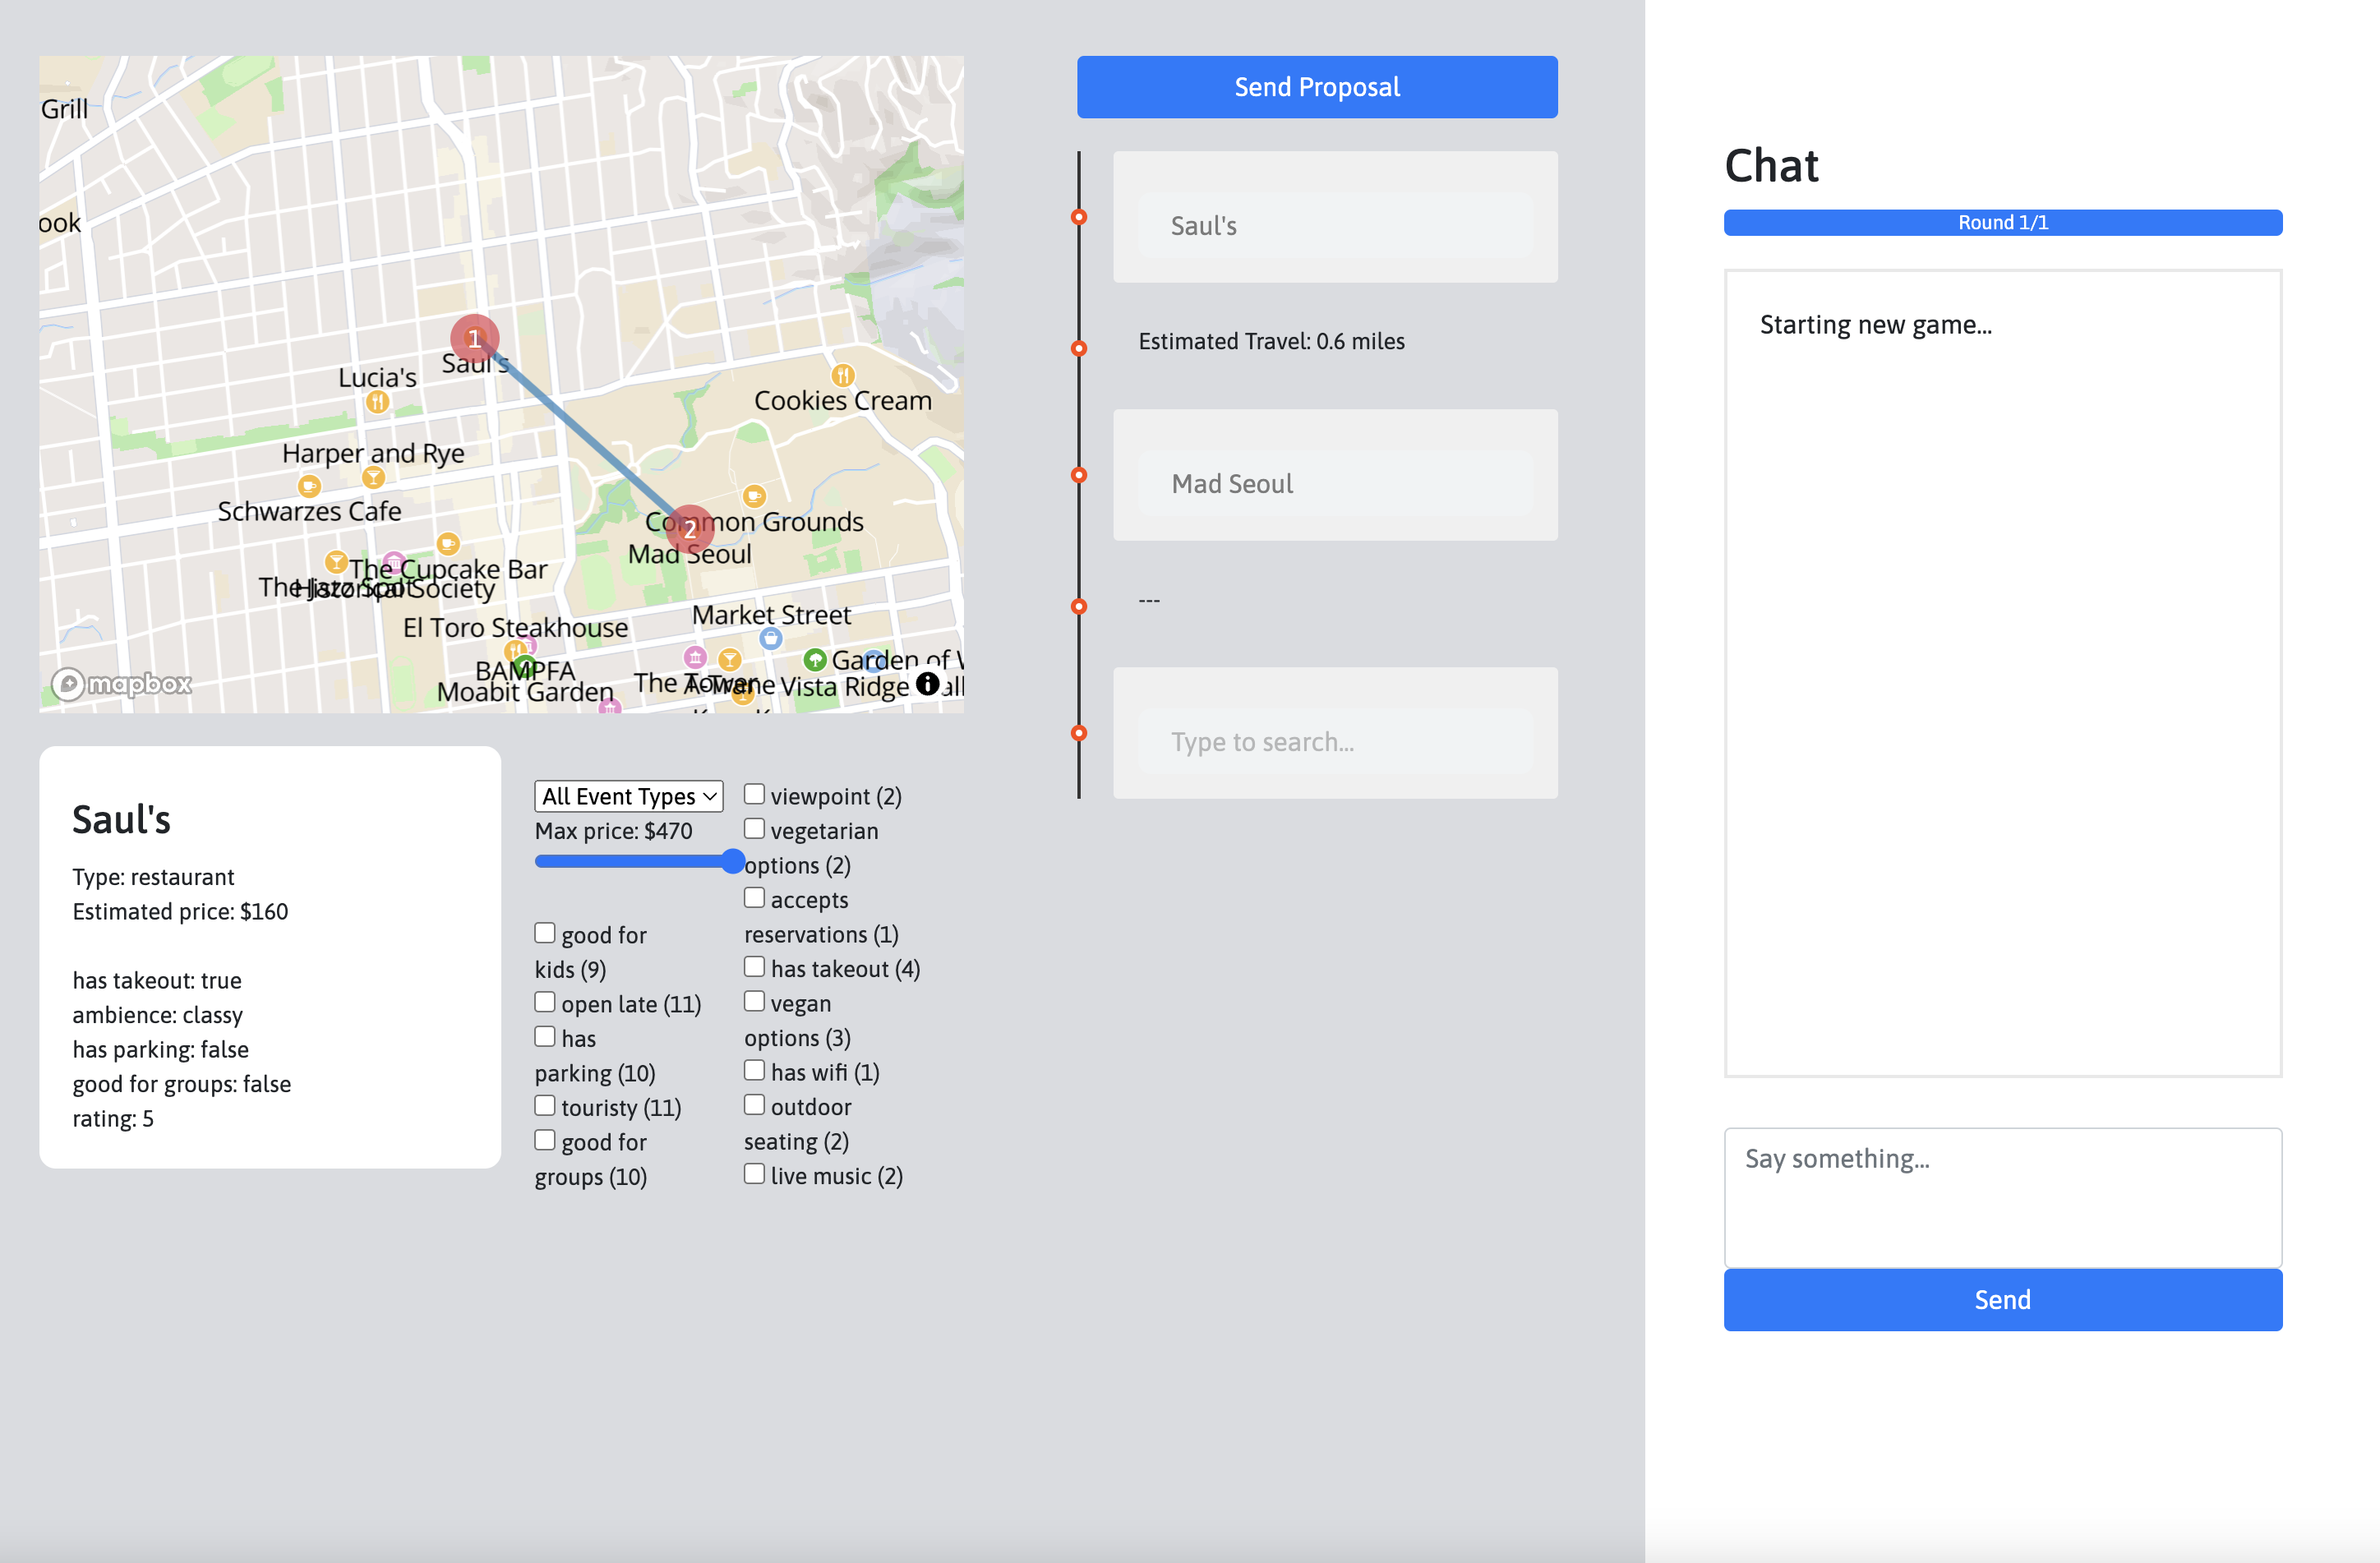 Grill
ook
Saul's
Lucia's
Cookies Cream
Harper and Rye
Schwarzes Cafe
Common Grounds
Mad Seoul
The Cupcake Bar
The Jazz Spot
Historical Society
Market Street
El Toro Steakhouse
BAMPFA
Moabit Garden
The Tower
A-Trane
Garden of W
Vista Ridge
all
mapbox
1
2
Saul's
Type: restaurant
Estimated price: $160
has takeout: true
ambience: classy
has parking: false
good for groups: false
rating: 5
All Event Types
Max price: $470
good for
kids (9)
open late (11)
has
parking (10)
touristy (11)
good for
groups (10)
viewpoint (2)
vegetarian
options (2)
accepts
reservations (1)
has takeout (4)
vegan
options (3)
has wifi (1)
outdoor
seating (2)
live music (2)
Send Proposal
Saul's
Estimated Travel: 0.6 miles
Mad Seoul
---
Type to search...
Chat
Round 1/1
Starting new game...
Say something...
Send